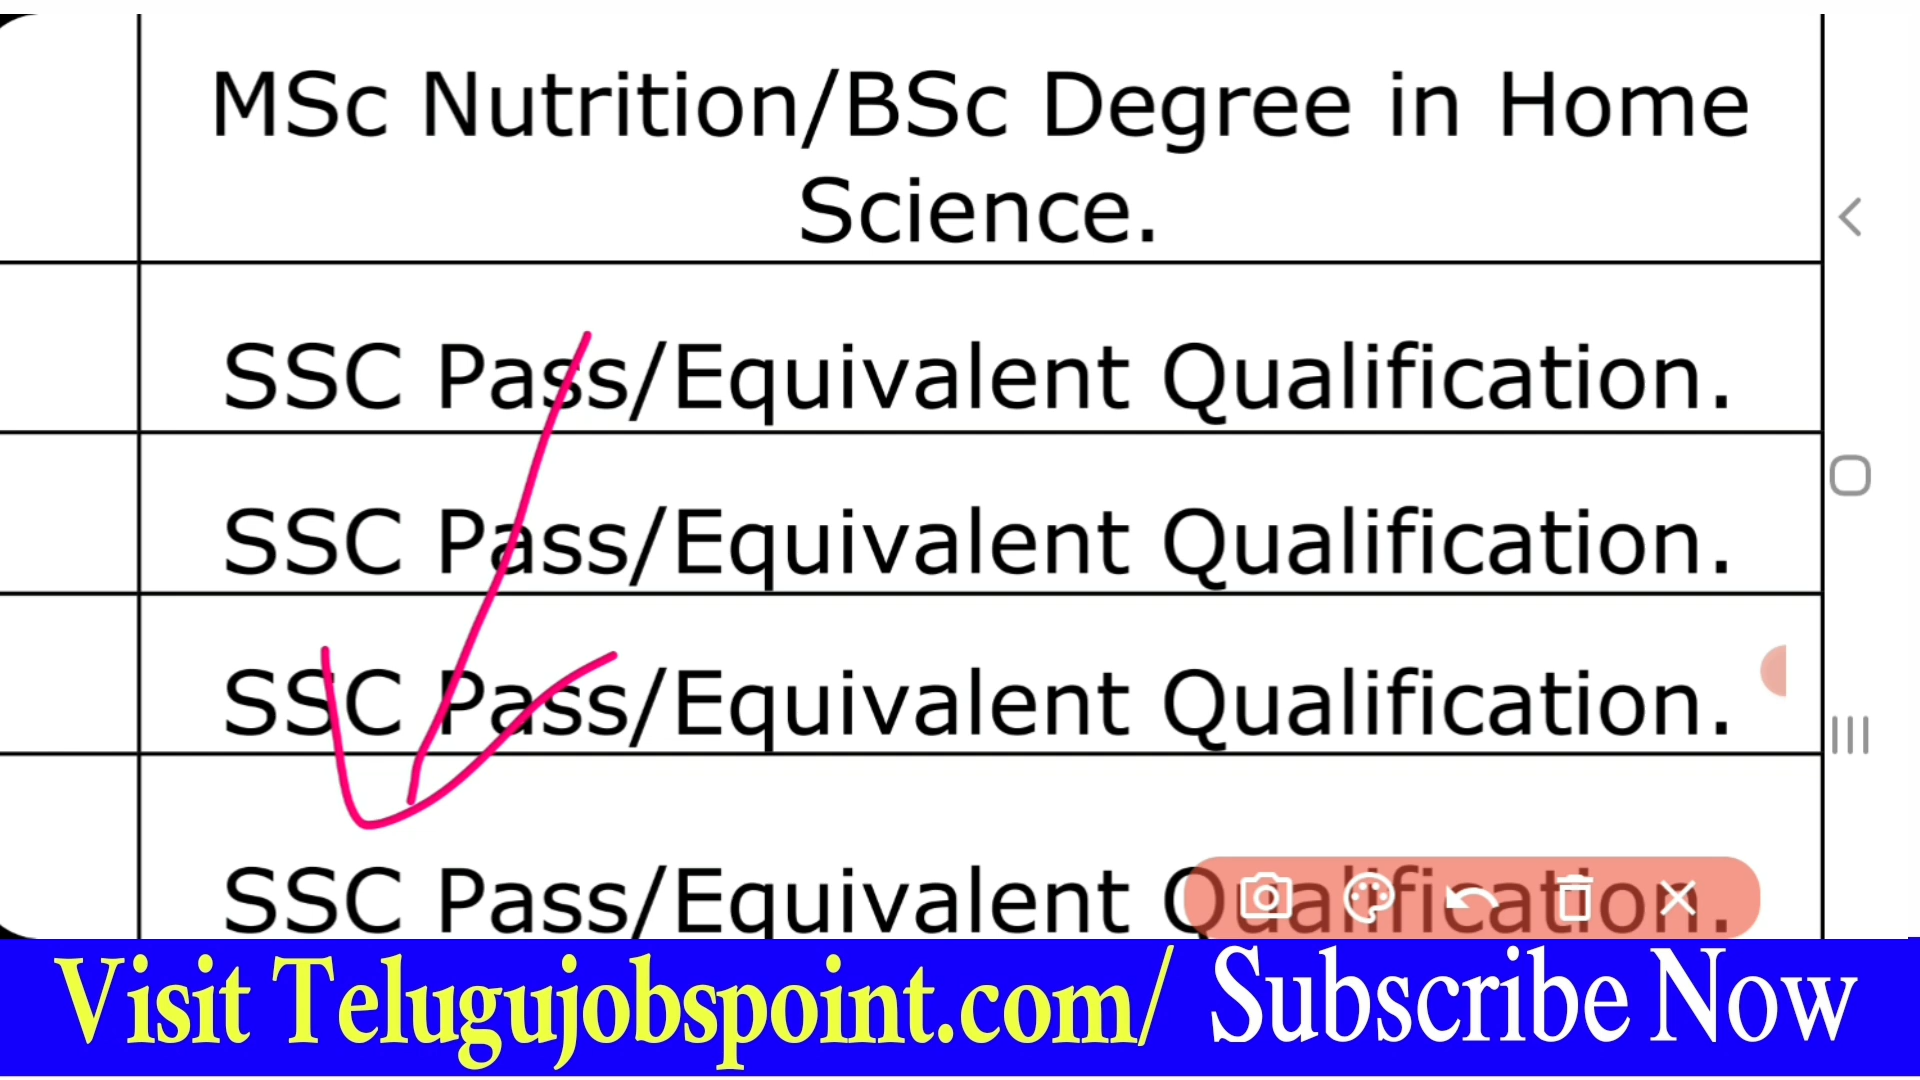 MSc Nutrition/BSc Degree in Home
Science.
SSC Pass/Equivalent Qualification.
SSC Pass/Equivalent Qualification.
SSC Pass/Equivalent Qualification.
SSC Pass/Equivalent Qualification.
Visit Telugujobspoint.com/ Subscribe Now